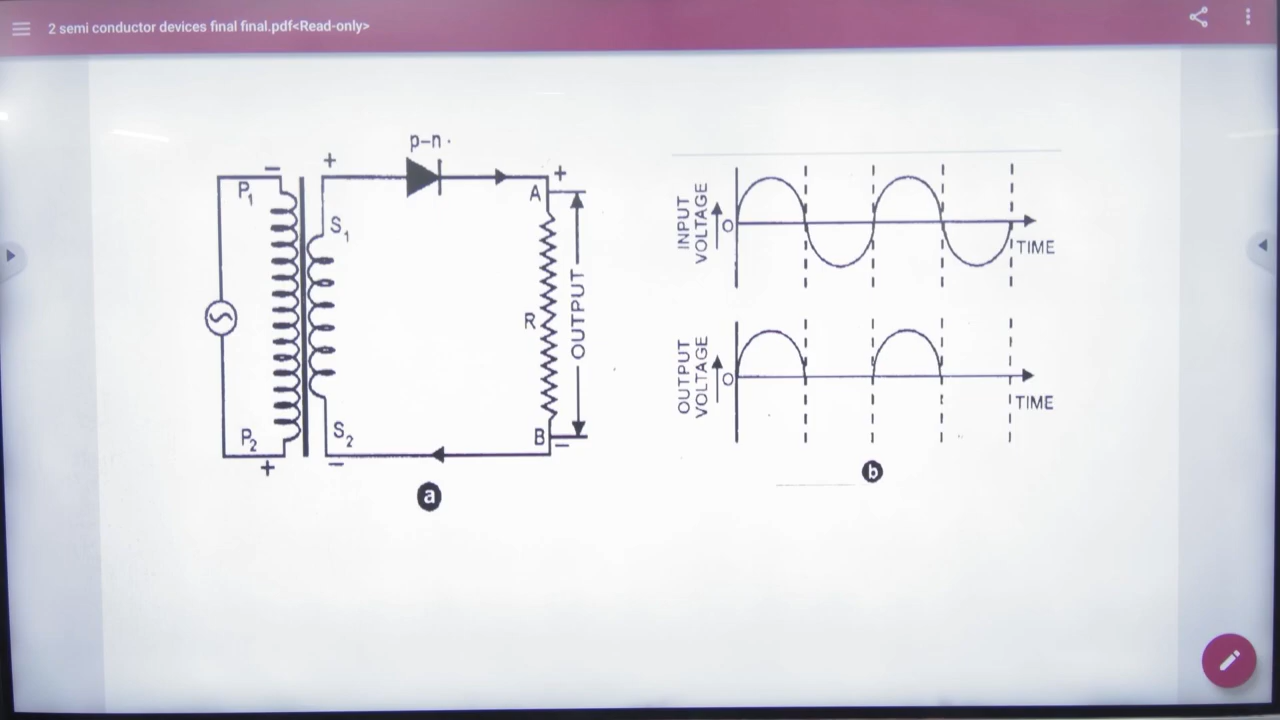 2 semi conductor devices final final.pdf<Read-only>
p-n
− + +
P1 A
S1
R
OUTPUT
P2 S2 B
+ − −
a
INPUT
VOLTAGE
O
TIME
OUTPUT
VOLTAGE
O
TIME
b